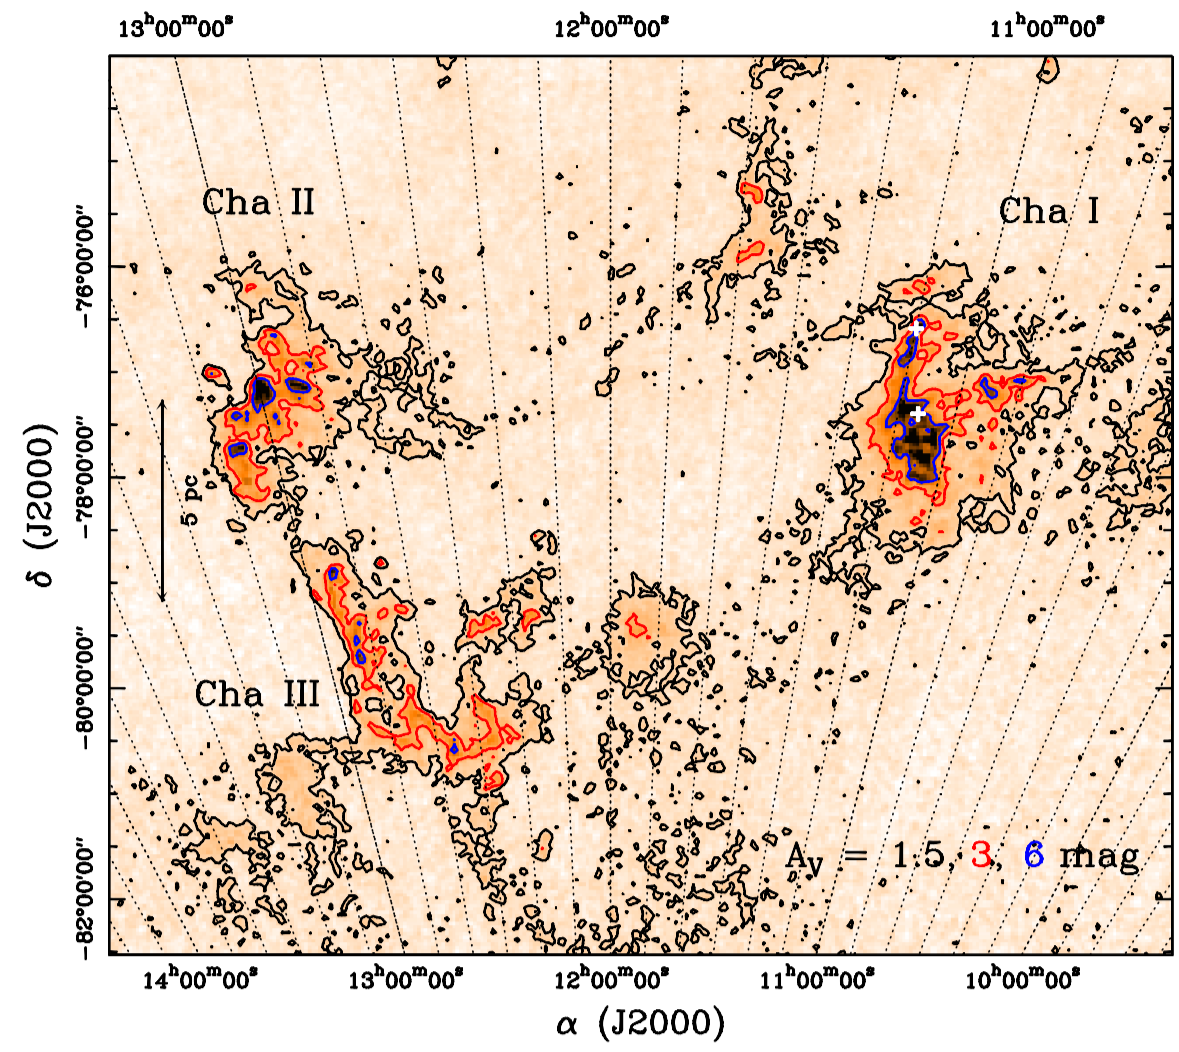 13ʰ00ᵐ00ˢ 12ʰ00ᵐ00ˢ 11ʰ00ᵐ00ˢ
Cha II
Cha I
−76°00′00″
−78°00′00″
5 pc
δ (J2000)
Cha III
−80°00′00″
A_V = 1.5, 3, 6 mag
−82°00′00″
14ʰ00ᵐ00ˢ 13ʰ00ᵐ00ˢ 12ʰ00ᵐ00ˢ 11ʰ00ᵐ00ˢ 10ʰ00ᵐ00ˢ
α (J2000)